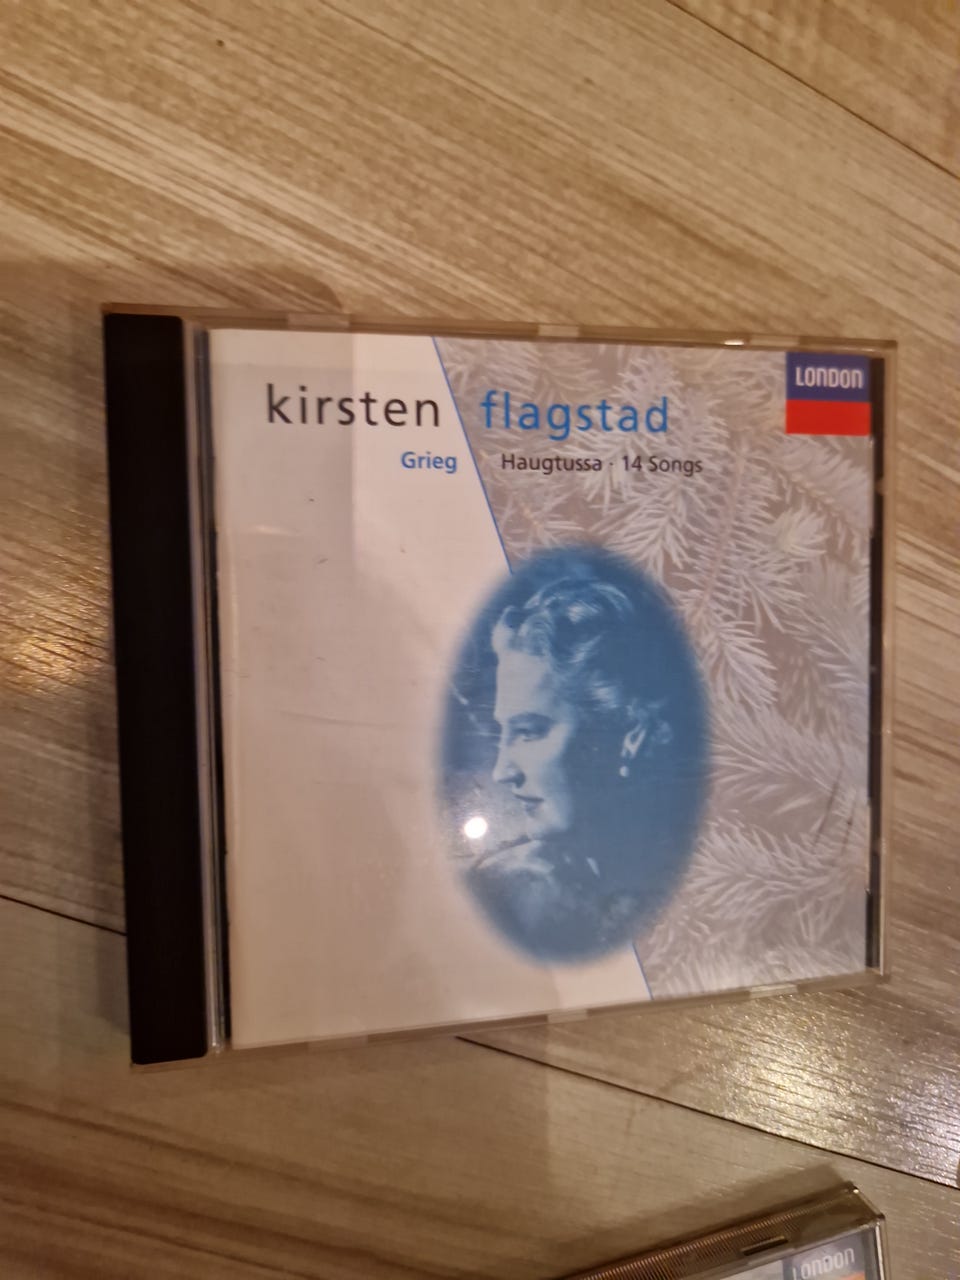 LONDON
kirsten flagstad
Grieg Haugtussa · 14 Songs
LONDON